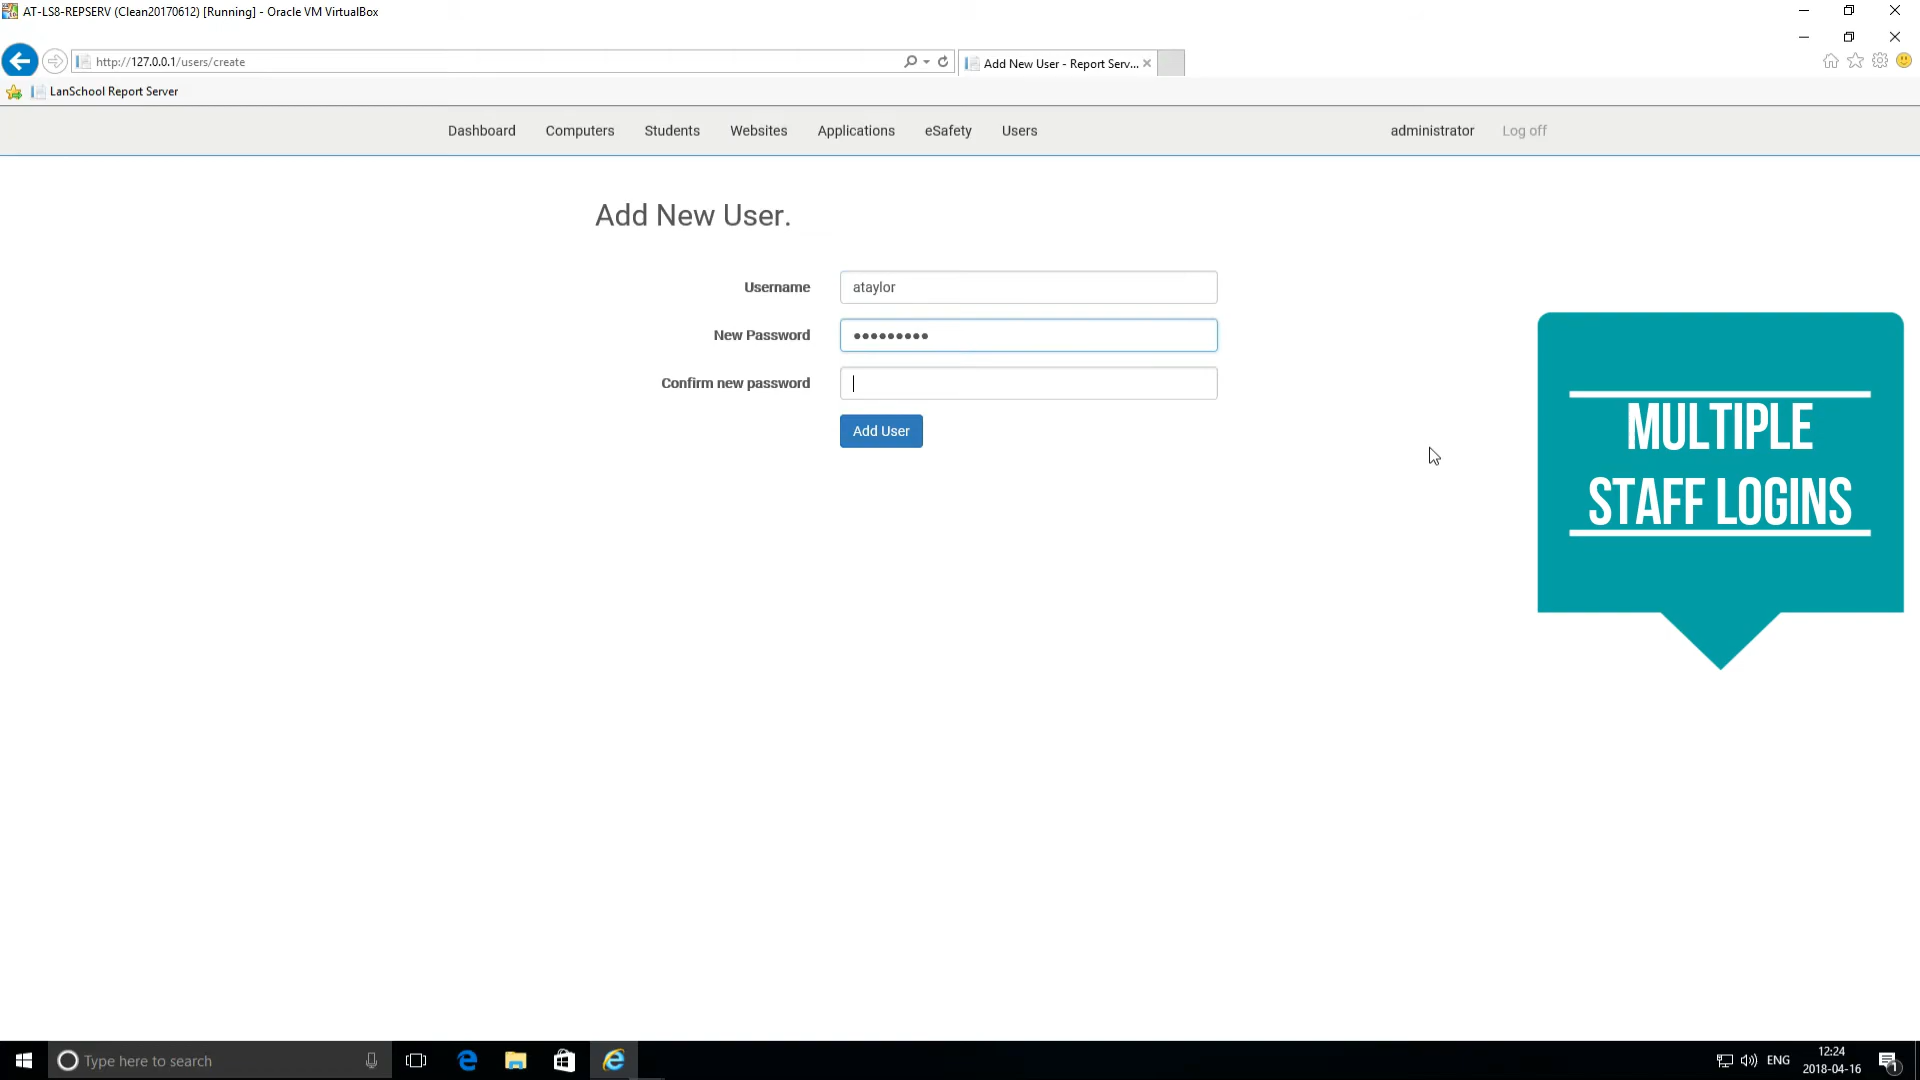 AT-LS8-REPSERV (Clean20170612) [Running] - Oracle VM VirtualBox
http://127.0.0.1/users/create
Add New User - Report Serv...
LanSchool Report Server
Dashboard Computers Students Websites Applications eSafety Users administrator Log off
Add New User.
Username ataylor
New Password
Confirm new password
Add User
MULTIPLE
STAFF LOGINS
Type here to search
ENG
12:24
2018-04-16
1